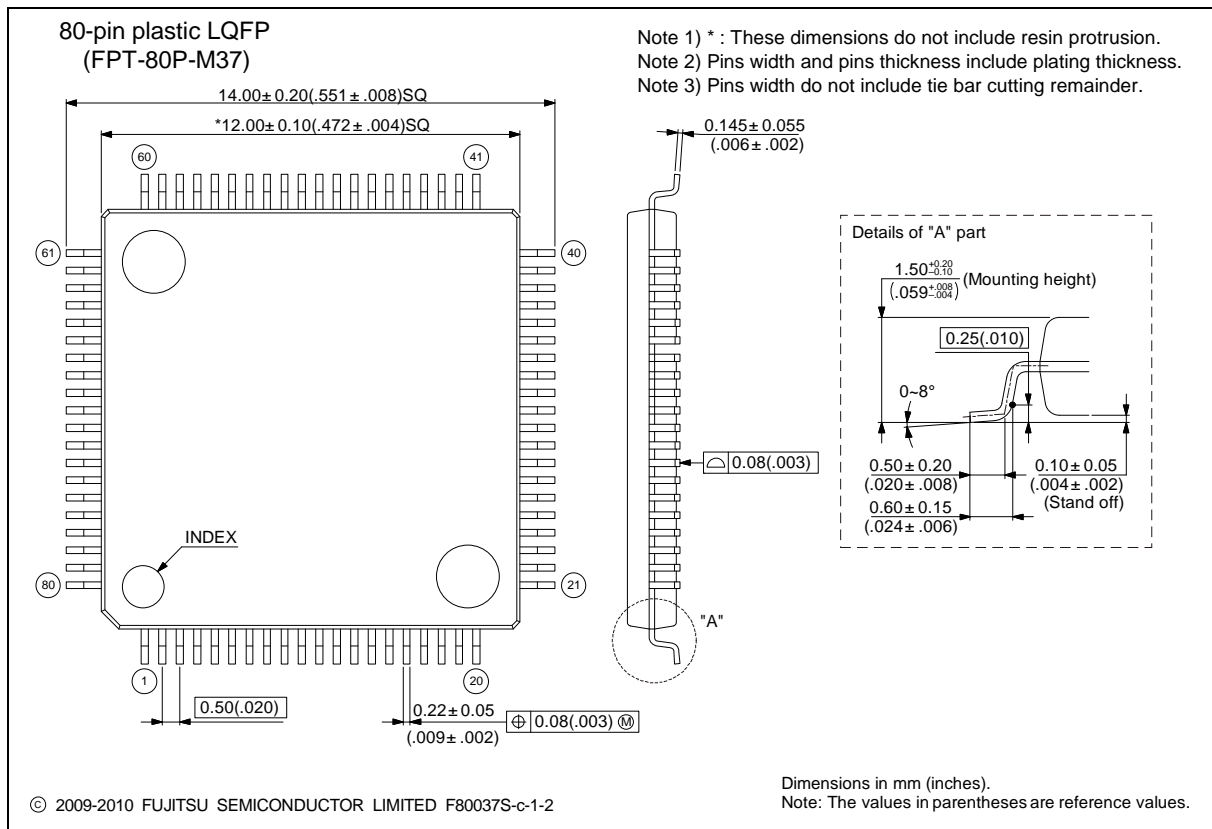 80-pin plastic LQFP
(FPT-80P-M37)
Note 1) * : These dimensions do not include resin protrusion.
Note 2) Pins width and pins thickness include plating thickness.
Note 3) Pins width do not include tie bar cutting remainder.
14.00±0.20(.551±.008)SQ
*12.00±0.10(.472±.004)SQ
60
41
61
40
INDEX
80
21
1
20
0.50(.020)
0.22±0.05
(.009±.002)
⌖ 0.08(.003) Ⓜ
0.145±0.055
(.006±.002)
⌓ 0.08(.003)
"A"
Details of "A" part
1.50+0.20−0.10
(.059+.008−.004)
(Mounting height)
0.25(.010)
0~8°
0.50±0.20
(.020±.008)
0.60±0.15
(.024±.006)
0.10±0.05
(.004±.002)
(Stand off)
© 2009-2010 FUJITSU SEMICONDUCTOR LIMITED F80037S-c-1-2
Dimensions in mm (inches).
Note: The values in parentheses are reference values.